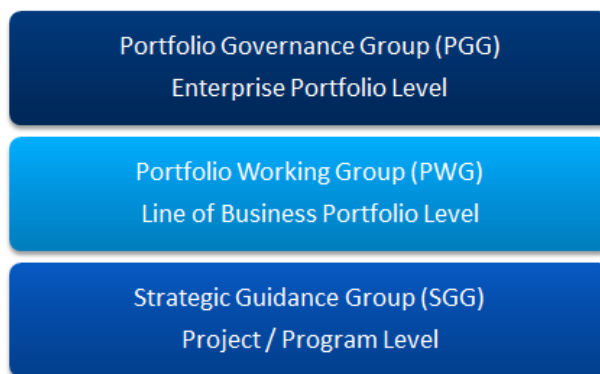 Portfolio Governance Group (PGG)
Enterprise Portfolio Level
Portfolio Working Group (PWG)
Line of Business Portfolio Level
Strategic Guidance Group (SGG)
Project / Program Level